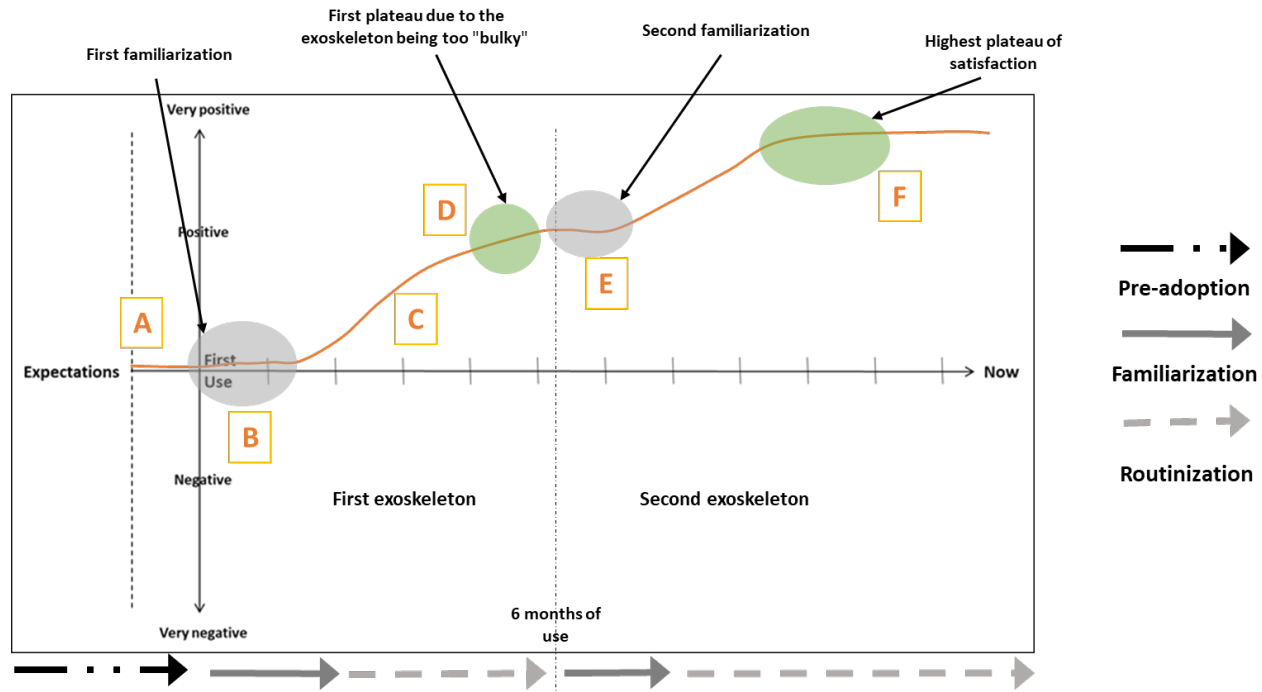 First plateau due to the
exoskeleton being too "bulky"
First familiarization
Second familiarization
Highest plateau of
satisfaction
Very positive
Positive
D
F
E
A
C
First
Use
Expectations
Now
B
Negative
First exoskeleton
Second exoskeleton
6 months of
use
Very negative
Pre-adoption
Familiarization
Routinization